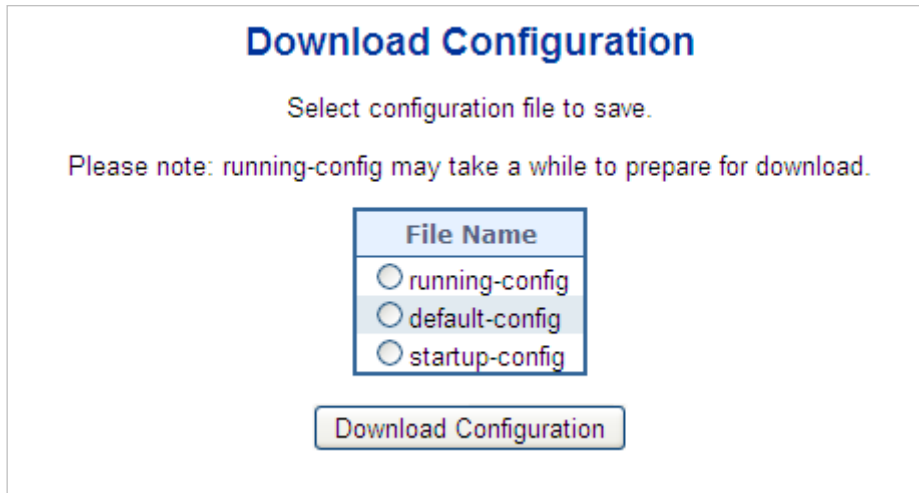 Download Configuration
Select configuration file to save.
Please note: running-config may take a while to prepare for download.
File Name
running-config
default-config
startup-config
Download Configuration